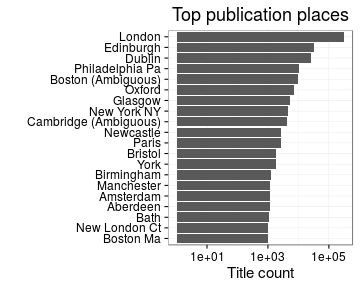 Top publication places
London
Edinburgh
Dublin
Philadelphia Pa
Boston (Ambiguous)
Oxford
Glasgow
New York NY
Cambridge (Ambiguous)
Newcastle
Paris
Bristol
York
Birmingham
Manchester
Amsterdam
Aberdeen
Bath
New London Ct
Boston Ma
1e+01 1e+03 1e+05
Title count